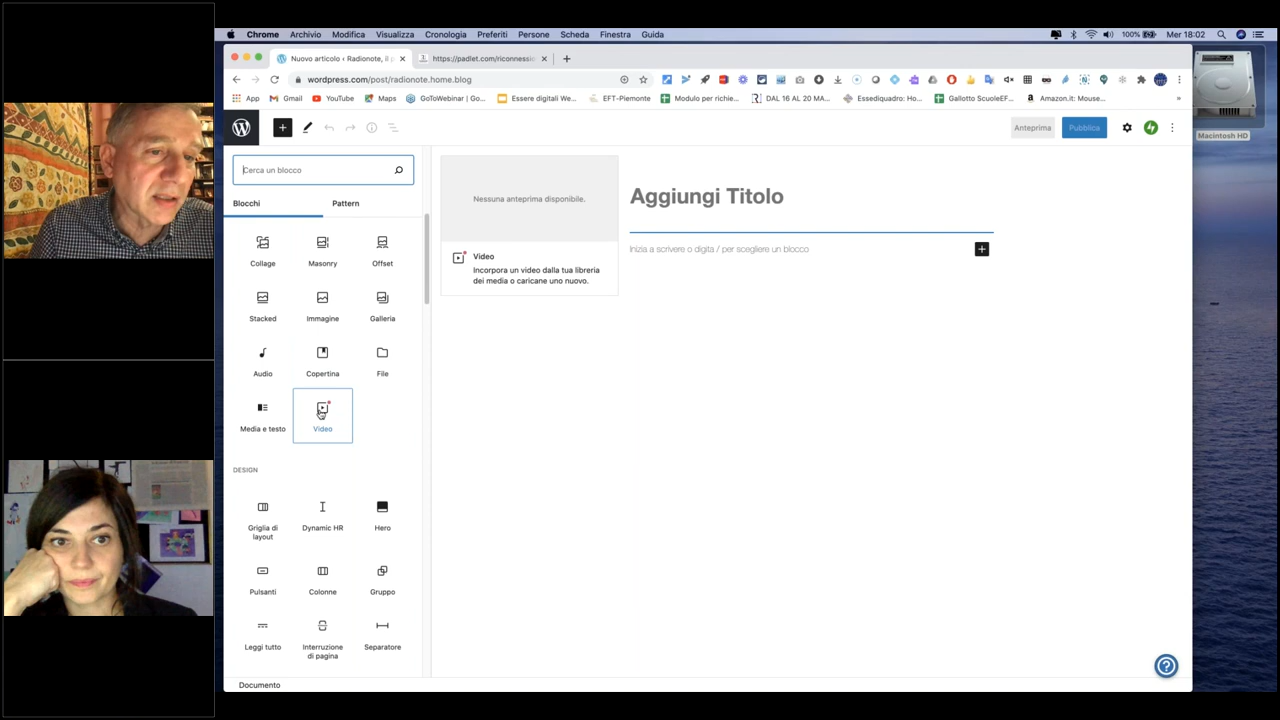 Chrome Archivio Modifica Visualizza Cronologia Preferiti Persone Scheda Finestra Guida
100% Mer 18:02
Nuovo articolo ‹ Radionote, il p
https://padlet.com/riconnessi
wordpress.com/post/radionote.home.blog
App Gmail YouTube Maps GoToWebinar | Go... Essere digitali We... EFT-Piemonte Modulo per richie... DAL 16 AL 20 MA... Essediquadro: Ho... Gallotto ScuoleEF... Amazon.it: Mouse... »
Macintosh HD
Anteprima
Pubblica
Cerca un blocco
Blocchi
Pattern
Collage
Masonry
Offset
Stacked
Immagine
Galleria
Audio
Copertina
File
Media e testo
Video
DESIGN
Griglia di
layout
Dynamic HR
Hero
Pulsanti
Colonne
Gruppo
Leggi tutto
Interruzione
di pagina
Separatore
Nessuna anteprima disponibile.
Video
Incorpora un video dalla tua libreria
dei media o caricane uno nuovo.
Aggiungi Titolo
Inizia a scrivere o digita / per scegliere un blocco
Documento